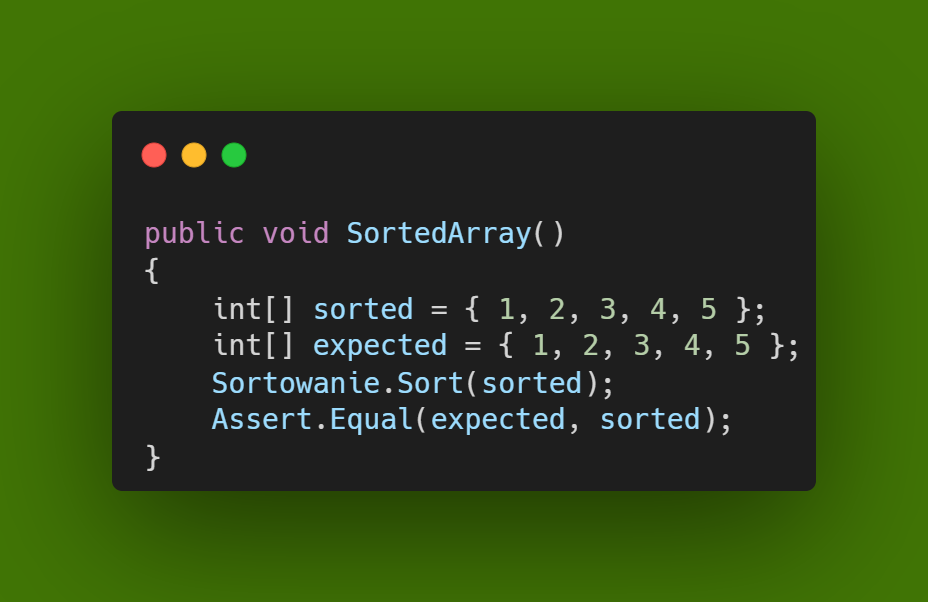 public void SortedArray()
{
    int[] sorted = { 1, 2, 3, 4, 5 };
    int[] expected = { 1, 2, 3, 4, 5 };
    Sortowanie.Sort(sorted);
    Assert.Equal(expected, sorted);
}